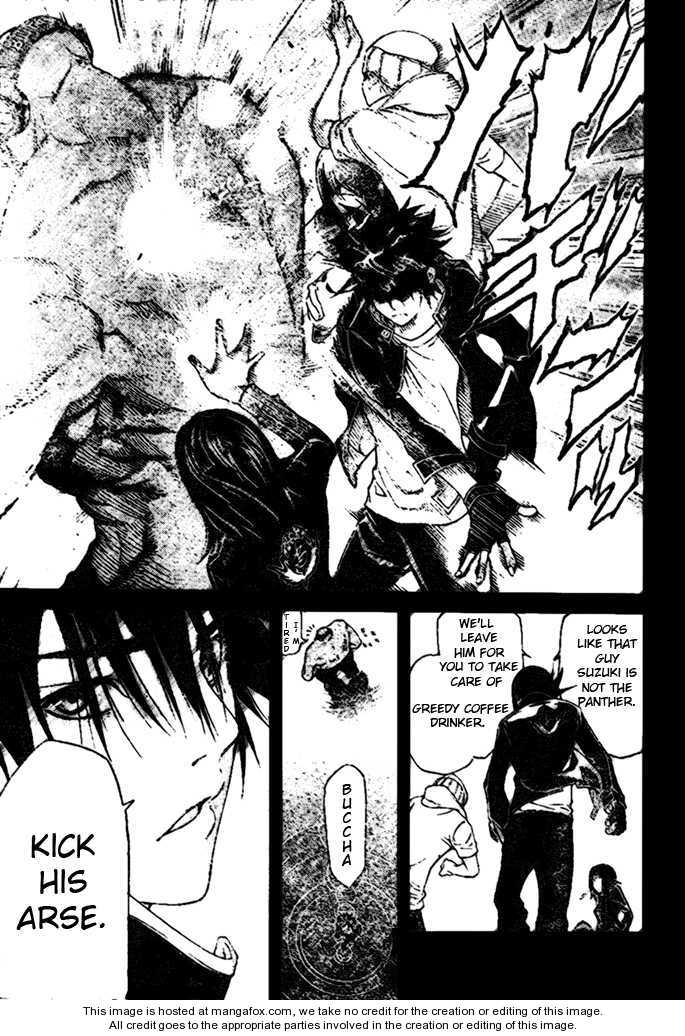 LOOKS
LIKE THAT
GUY
SUZUKI IS
NOT THE
PANTHER.
WE'LL
LEAVE
HIM FOR
YOU TO TAKE
CARE OF
GREEDY COFFEE
DRINKER.
I'M
TIRED
BUCCHA
KICK
HIS
ARSE.
This image is hosted at mangafox.com, we take no credit for the creation or editing of this image.
All credit goes to the appropriate parties involved in the creation or editing of this image.